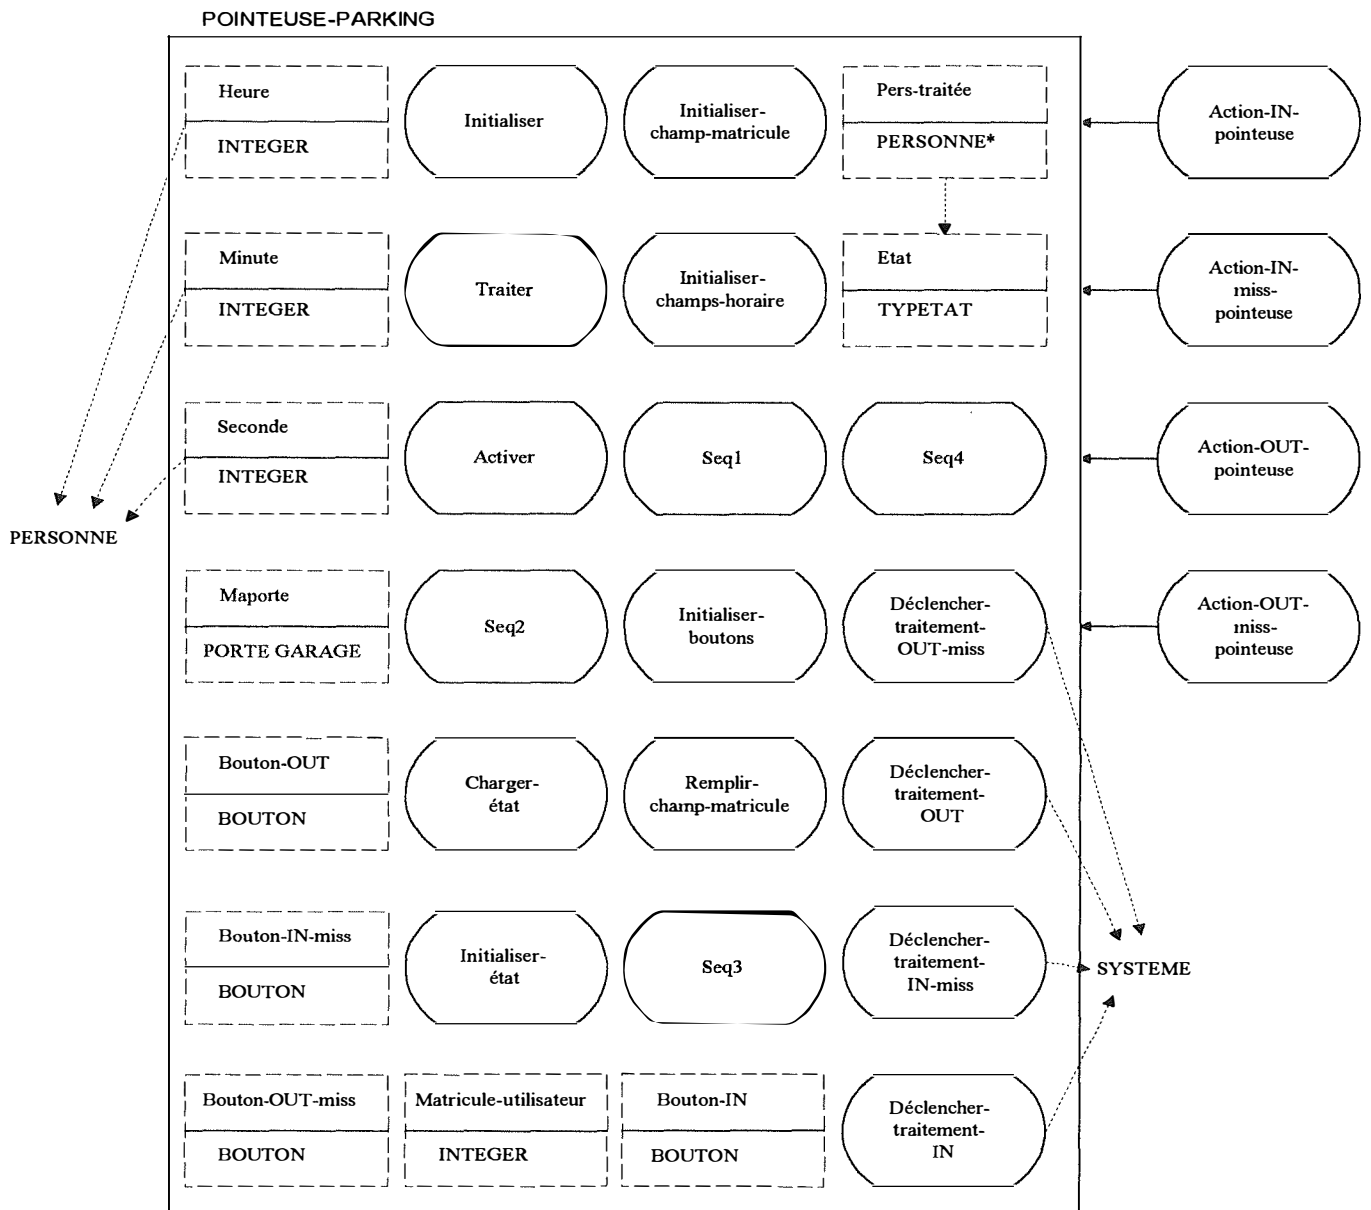 POINTEUSE-PARKING
Heure
INTEGER
Initialiser
Initialiser-
champ-matricule
Pers-traitée
PERSONNE*
Action-IN-
pointeuse
Minute
INTEGER
Traiter
Initialiser-
champs-horaire
Etat
TYPETAT
Action-IN-
miss-
pointeuse
Seconde
INTEGER
Activer
Seq1
Seq4
Action-OUT-
pointeuse
PERSONNE
Maporte
PORTE GARAGE
Seq2
Initialiser-
boutons
Déclencher-
traitement-
OUT-miss
Action-OUT-
miss-
pointeuse
Bouton-OUT
BOUTON
Charger-
état
Remplir-
champ-matricule
Déclencher-
traitement-
OUT
Bouton-IN-miss
BOUTON
Initialiser-
état
Seq3
Déclencher-
traitement-
IN-miss
SYSTEME
Bouton-OUT-miss
BOUTON
Matricule-utilisateur
INTEGER
Bouton-IN
BOUTON
Déclencher-
traitement-
IN